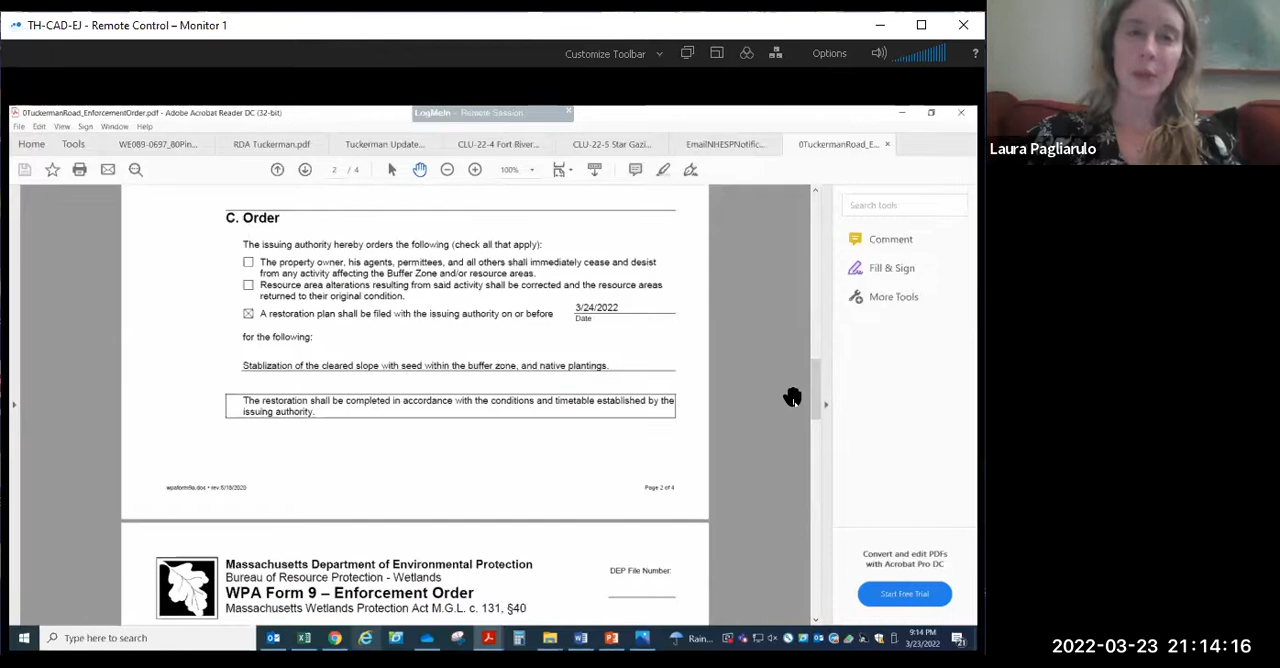 TH-CAD-EJ - Remote Control - Monitor 1
Customize Toolbar
Options
?
0TuckermanRoad_EnforcementOrder.pdf - Adobe Acrobat Reader DC (32-bit)
LogMeIn - Remote Session
File Edit View Sign Window Help
Home Tools WE089-0697_80Pin... RDA Tuckerman.pdf Tuckerman Update... CLU-22-4 Fort River... CLU-22-5 Star Gazi... EmailNHESPNotific... 0TuckermanRoad_E... ×
2 / 4 100%
Laura Pagliarulo
Search tools
Comment
Fill & Sign
More Tools
C. Order
The issuing authority hereby orders the following (check all that apply):
The property owner, his agents, permittees, and all others shall immediately cease and desist
from any activity affecting the Buffer Zone and/or resource areas.
Resource area alterations resulting from said activity shall be corrected and the resource areas
returned to their original condition.
A restoration plan shall be filed with the issuing authority on or before 3/24/2022
Date
for the following:
Stablization of the cleared slope with seed within the buffer zone, and native plantings.
The restoration shall be completed in accordance with the conditions and timetable established by the
issuing authority.
wpaform9a.doc • rev. 6/18/2020 Page 2 of 4
Massachusetts Department of Environmental Protection
Bureau of Resource Protection - Wetlands
WPA Form 9 – Enforcement Order
Massachusetts Wetlands Protection Act M.G.L. c. 131, §40
DEP File Number:
Convert and edit PDFs
with Acrobat Pro DC
Start Free Trial
Type here to search
Rain...
9:14 PM
3/23/2022
2022-03-23 21:14:16